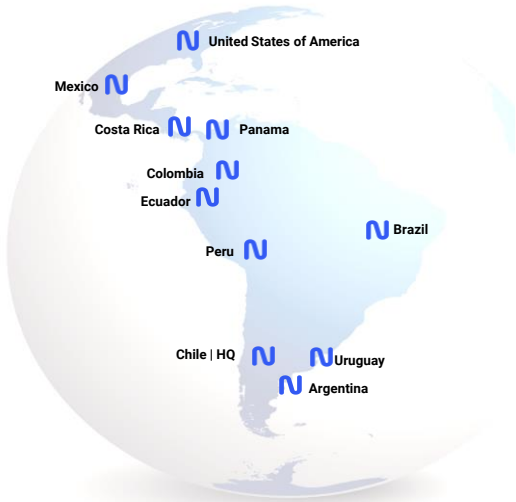 United States of America
Mexico
Costa Rica
Panama
Colombia
Ecuador
Brazil
Peru
Chile | HQ
Uruguay
Argentina